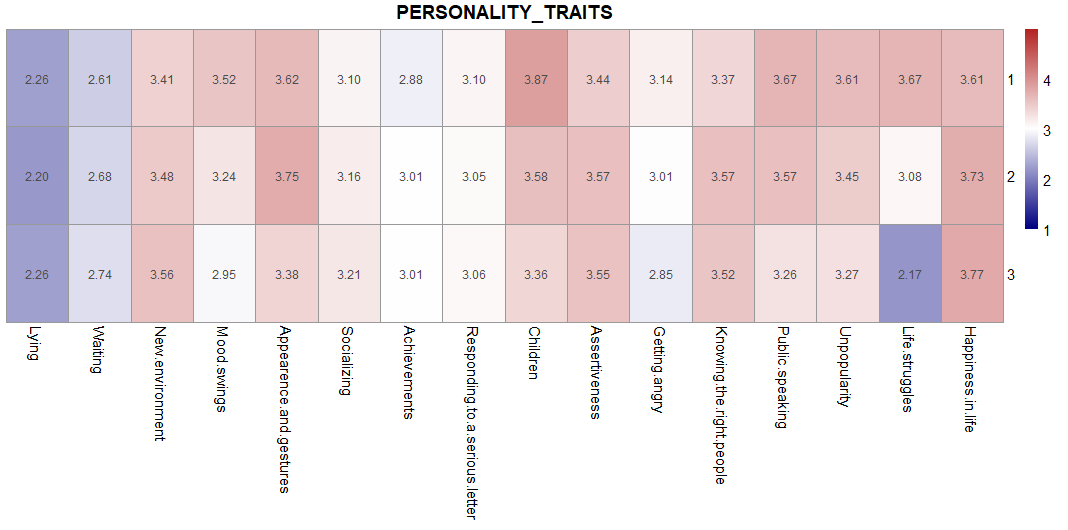 PERSONALITY_TRAITS
2.26 2.61 3.41 3.52 3.62 3.10 2.88 3.10 3.87 3.44 3.14 3.37 3.67 3.61 3.67 3.61 1
2.20 2.68 3.48 3.24 3.75 3.16 3.01 3.05 3.58 3.57 3.01 3.57 3.57 3.45 3.08 3.73 2
2.26 2.74 3.56 2.95 3.38 3.21 3.01 3.06 3.36 3.55 2.85 3.52 3.26 3.27 2.17 3.77 3
Lying
Waiting
New.environment
Mood.swings
Appearence.and.gestures
Socializing
Achievements
Responding.to.a.serious.letter
Children
Assertiveness
Getting.angry
Knowing.the.right.people
Public.speaking
Unpopularity
Life.struggles
Happiness.in.life
4
3
2
1